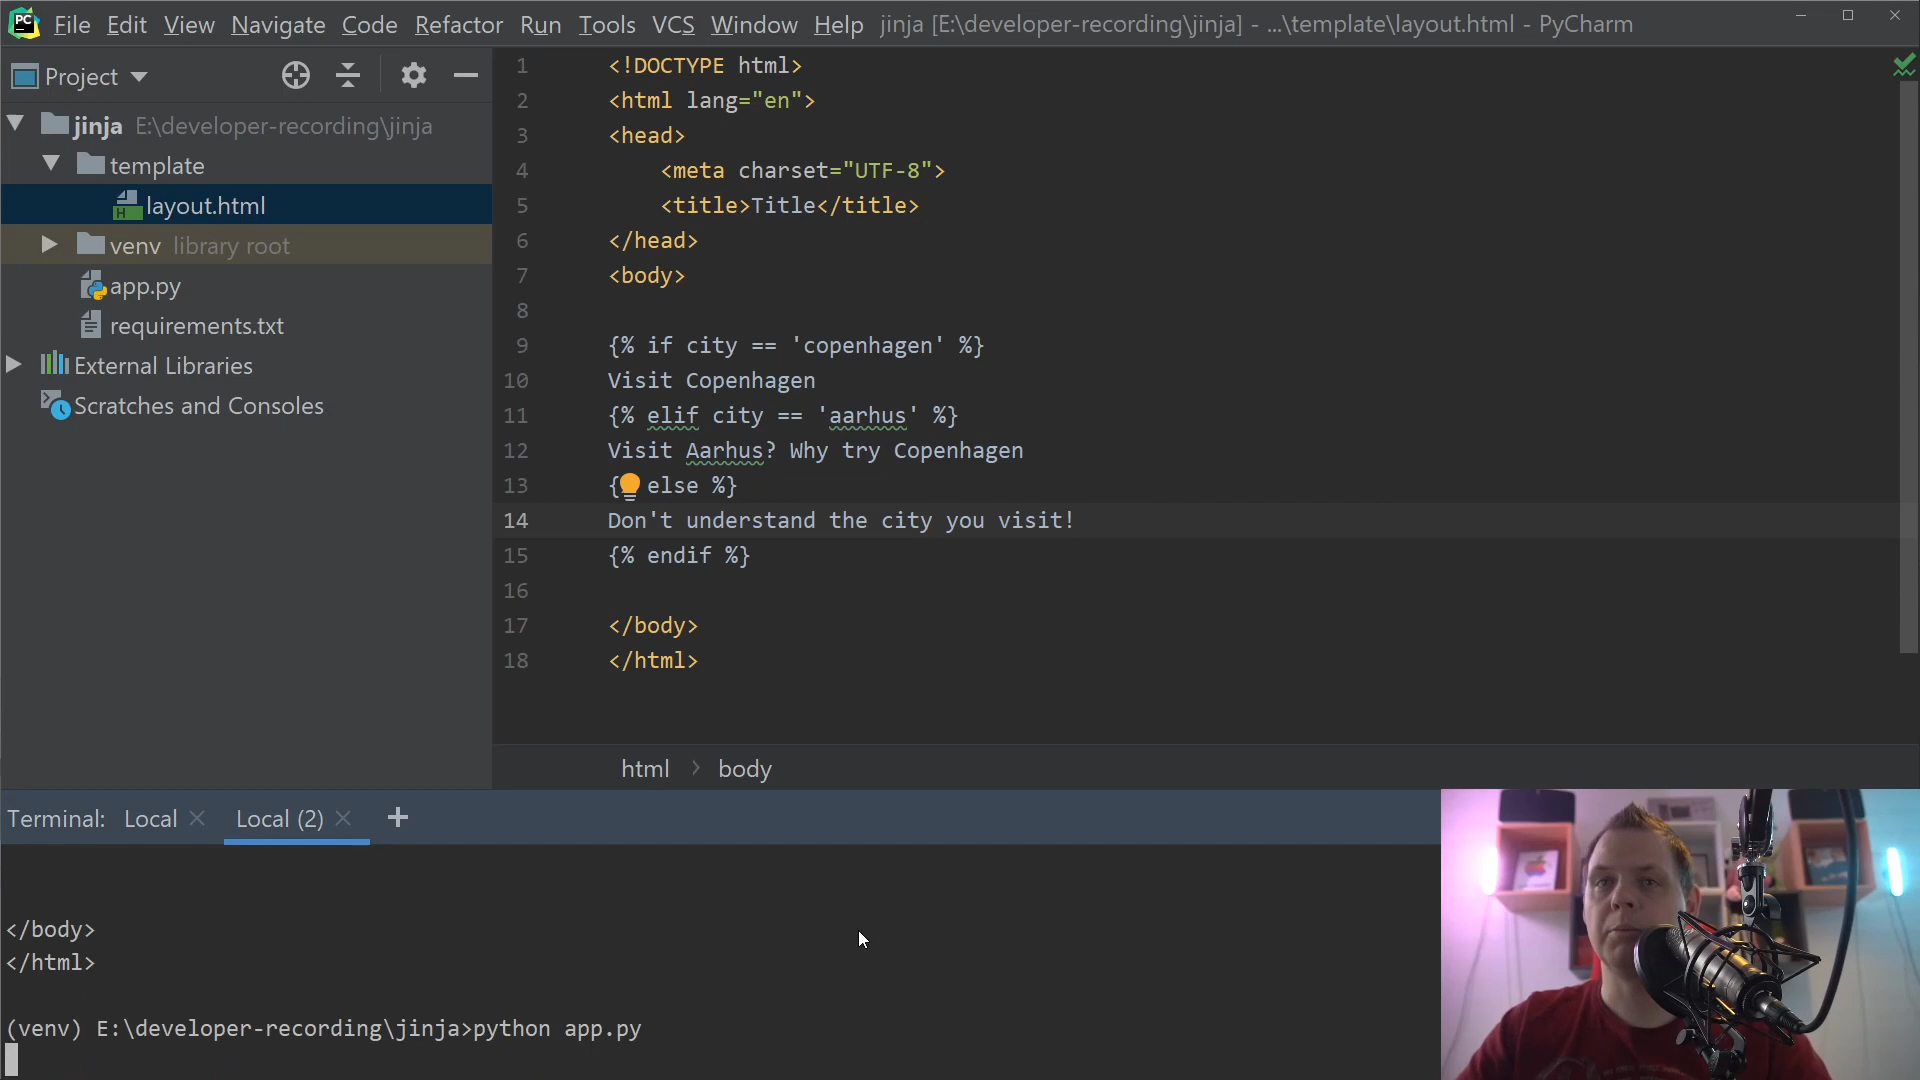 File Edit View Navigate Code Refactor Run Tools VCS Window Help jinja [E:\developer-recording\jinja] - ...\template\layout.html - PyCharm
Project
jinja E:\developer-recording\jinja
template
layout.html
venv library root
app.py
requirements.txt
External Libraries
Scratches and Consoles
1 <!DOCTYPE html>
2 <html lang="en">
3 <head>
4 <meta charset="UTF-8">
5 <title>Title</title>
6 </head>
7 <body>
8
9 {% if city == 'copenhagen' %}
10 Visit Copenhagen
11 {% elif city == 'aarhus' %}
12 Visit Aarhus? Why try Copenhagen
13 { else %}
14 Don't understand the city you visit!
15 {% endif %}
16
17 </body>
18 </html>
html > body
Terminal: Local × Local (2) × +
</body>
</html>
(venv) E:\developer-recording\jinja>python app.py